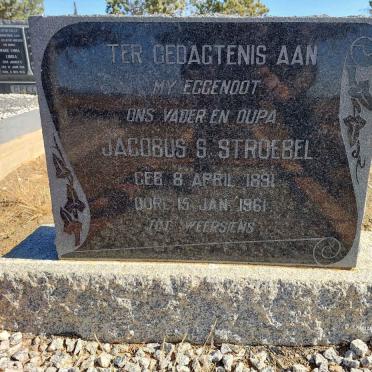 TER GEDAGTENIS AAN
MY EGGENOOT
ONS VADER EN OUPA
JACOBUS S. STROEBEL
GEB 8 APRIL 1891
OORL 15 JAN. 1961
TOT WEERSIENS